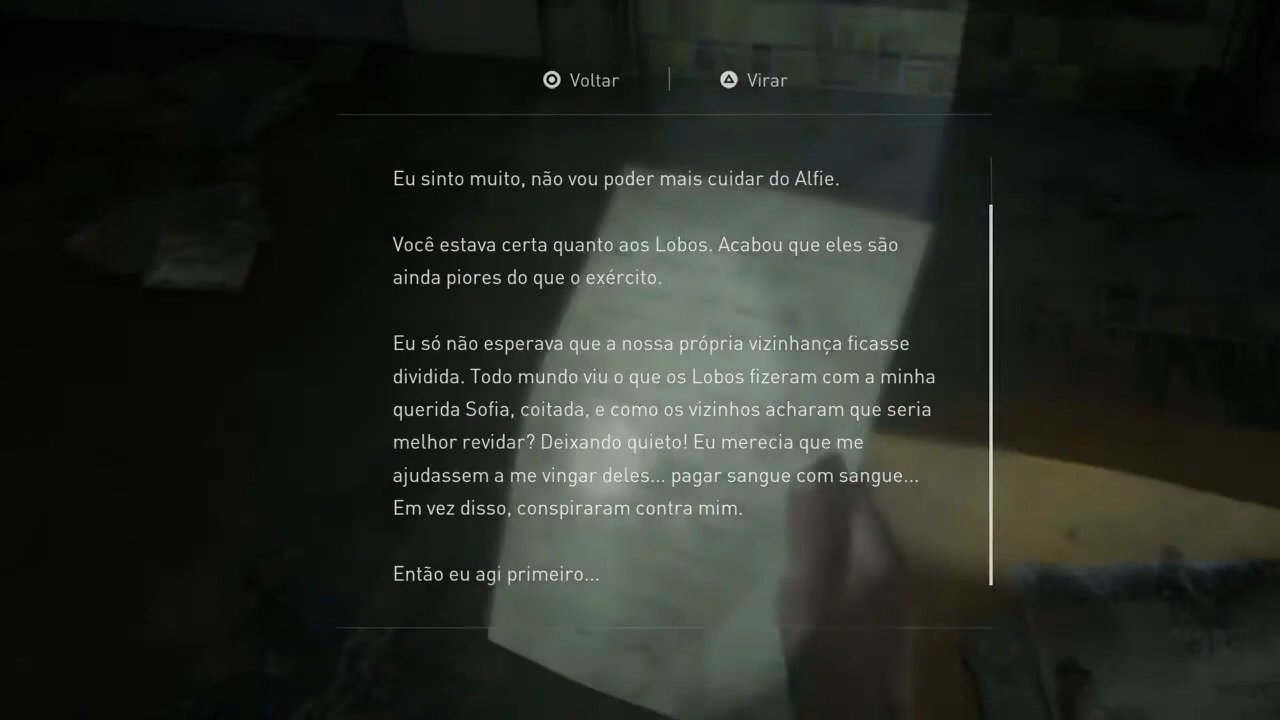 Voltar | Virar
Eu sinto muito, não vou poder mais cuidar do Alfie.
Você estava certa quanto aos Lobos. Acabou que eles são
ainda piores do que o exército.
Eu só não esperava que a nossa própria vizinhança ficasse
dividida. Todo mundo viu o que os Lobos fizeram com a minha
querida Sofia, coitada, e como os vizinhos acharam que seria
melhor revidar? Deixando quieto! Eu merecia que me
ajudassem a me vingar deles... pagar sangue com sangue...
Em vez disso, conspiraram contra mim.
Então eu agi primeiro...